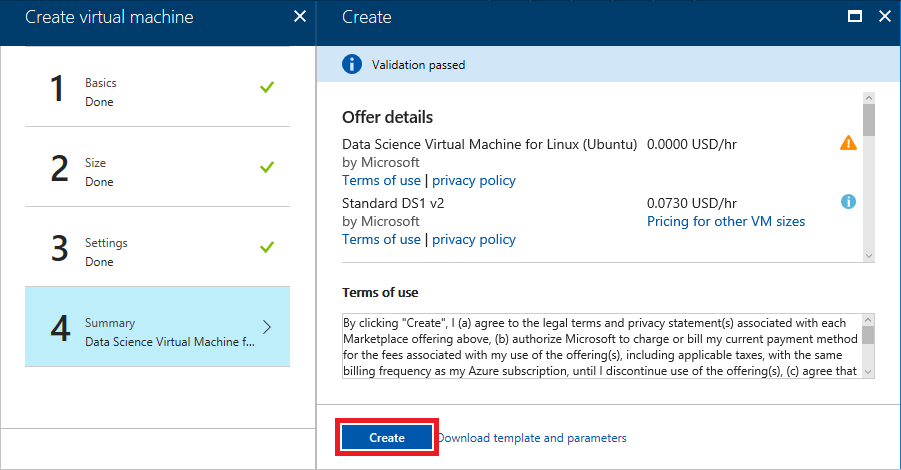 Create virtual machine
1
Basics
Done
2
Size
Done
3
Settings
Done
4
Summary
Data Science Virtual Machine f...
Create
Validation passed
Offer details
Data Science Virtual Machine for Linux (Ubuntu) 0.0000 USD/hr
by Microsoft
Terms of use | privacy policy
Standard DS1 v2 0.0730 USD/hr
by Microsoft Pricing for other VM sizes
Terms of use | privacy policy
Terms of use
By clicking "Create", I (a) agree to the legal terms and privacy statement(s) associated with each
Marketplace offering above, (b) authorize Microsoft to charge or bill my current payment method
for the fees associated with my use of the offering(s), including applicable taxes, with the same
billing frequency as my Azure subscription, until I discontinue use of the offering(s), (c) agree that
Create Download template and parameters